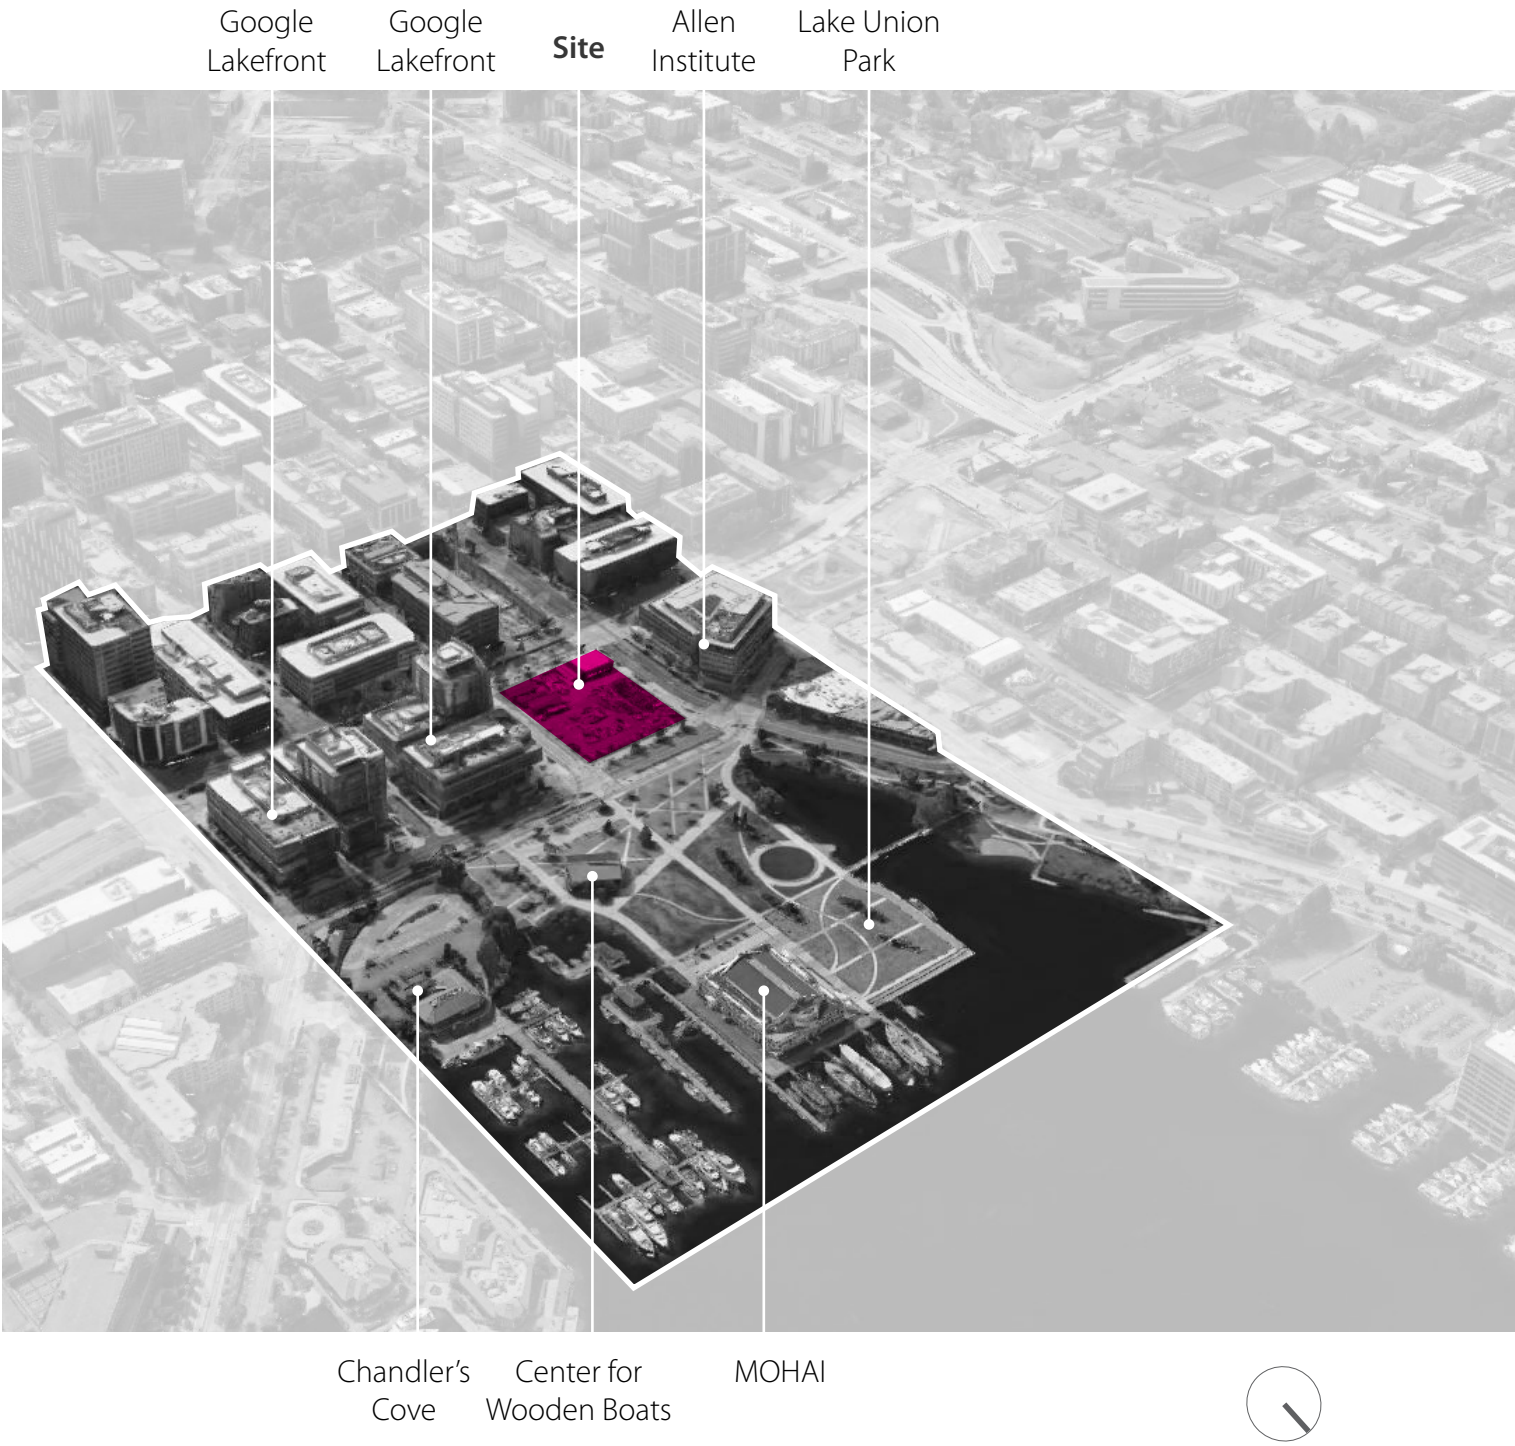 Google
Lakefront
Google
Lakefront
Site
Allen
Institute
Lake Union
Park
Chandler’s
Cove
Center for
Wooden Boats
MOHAI